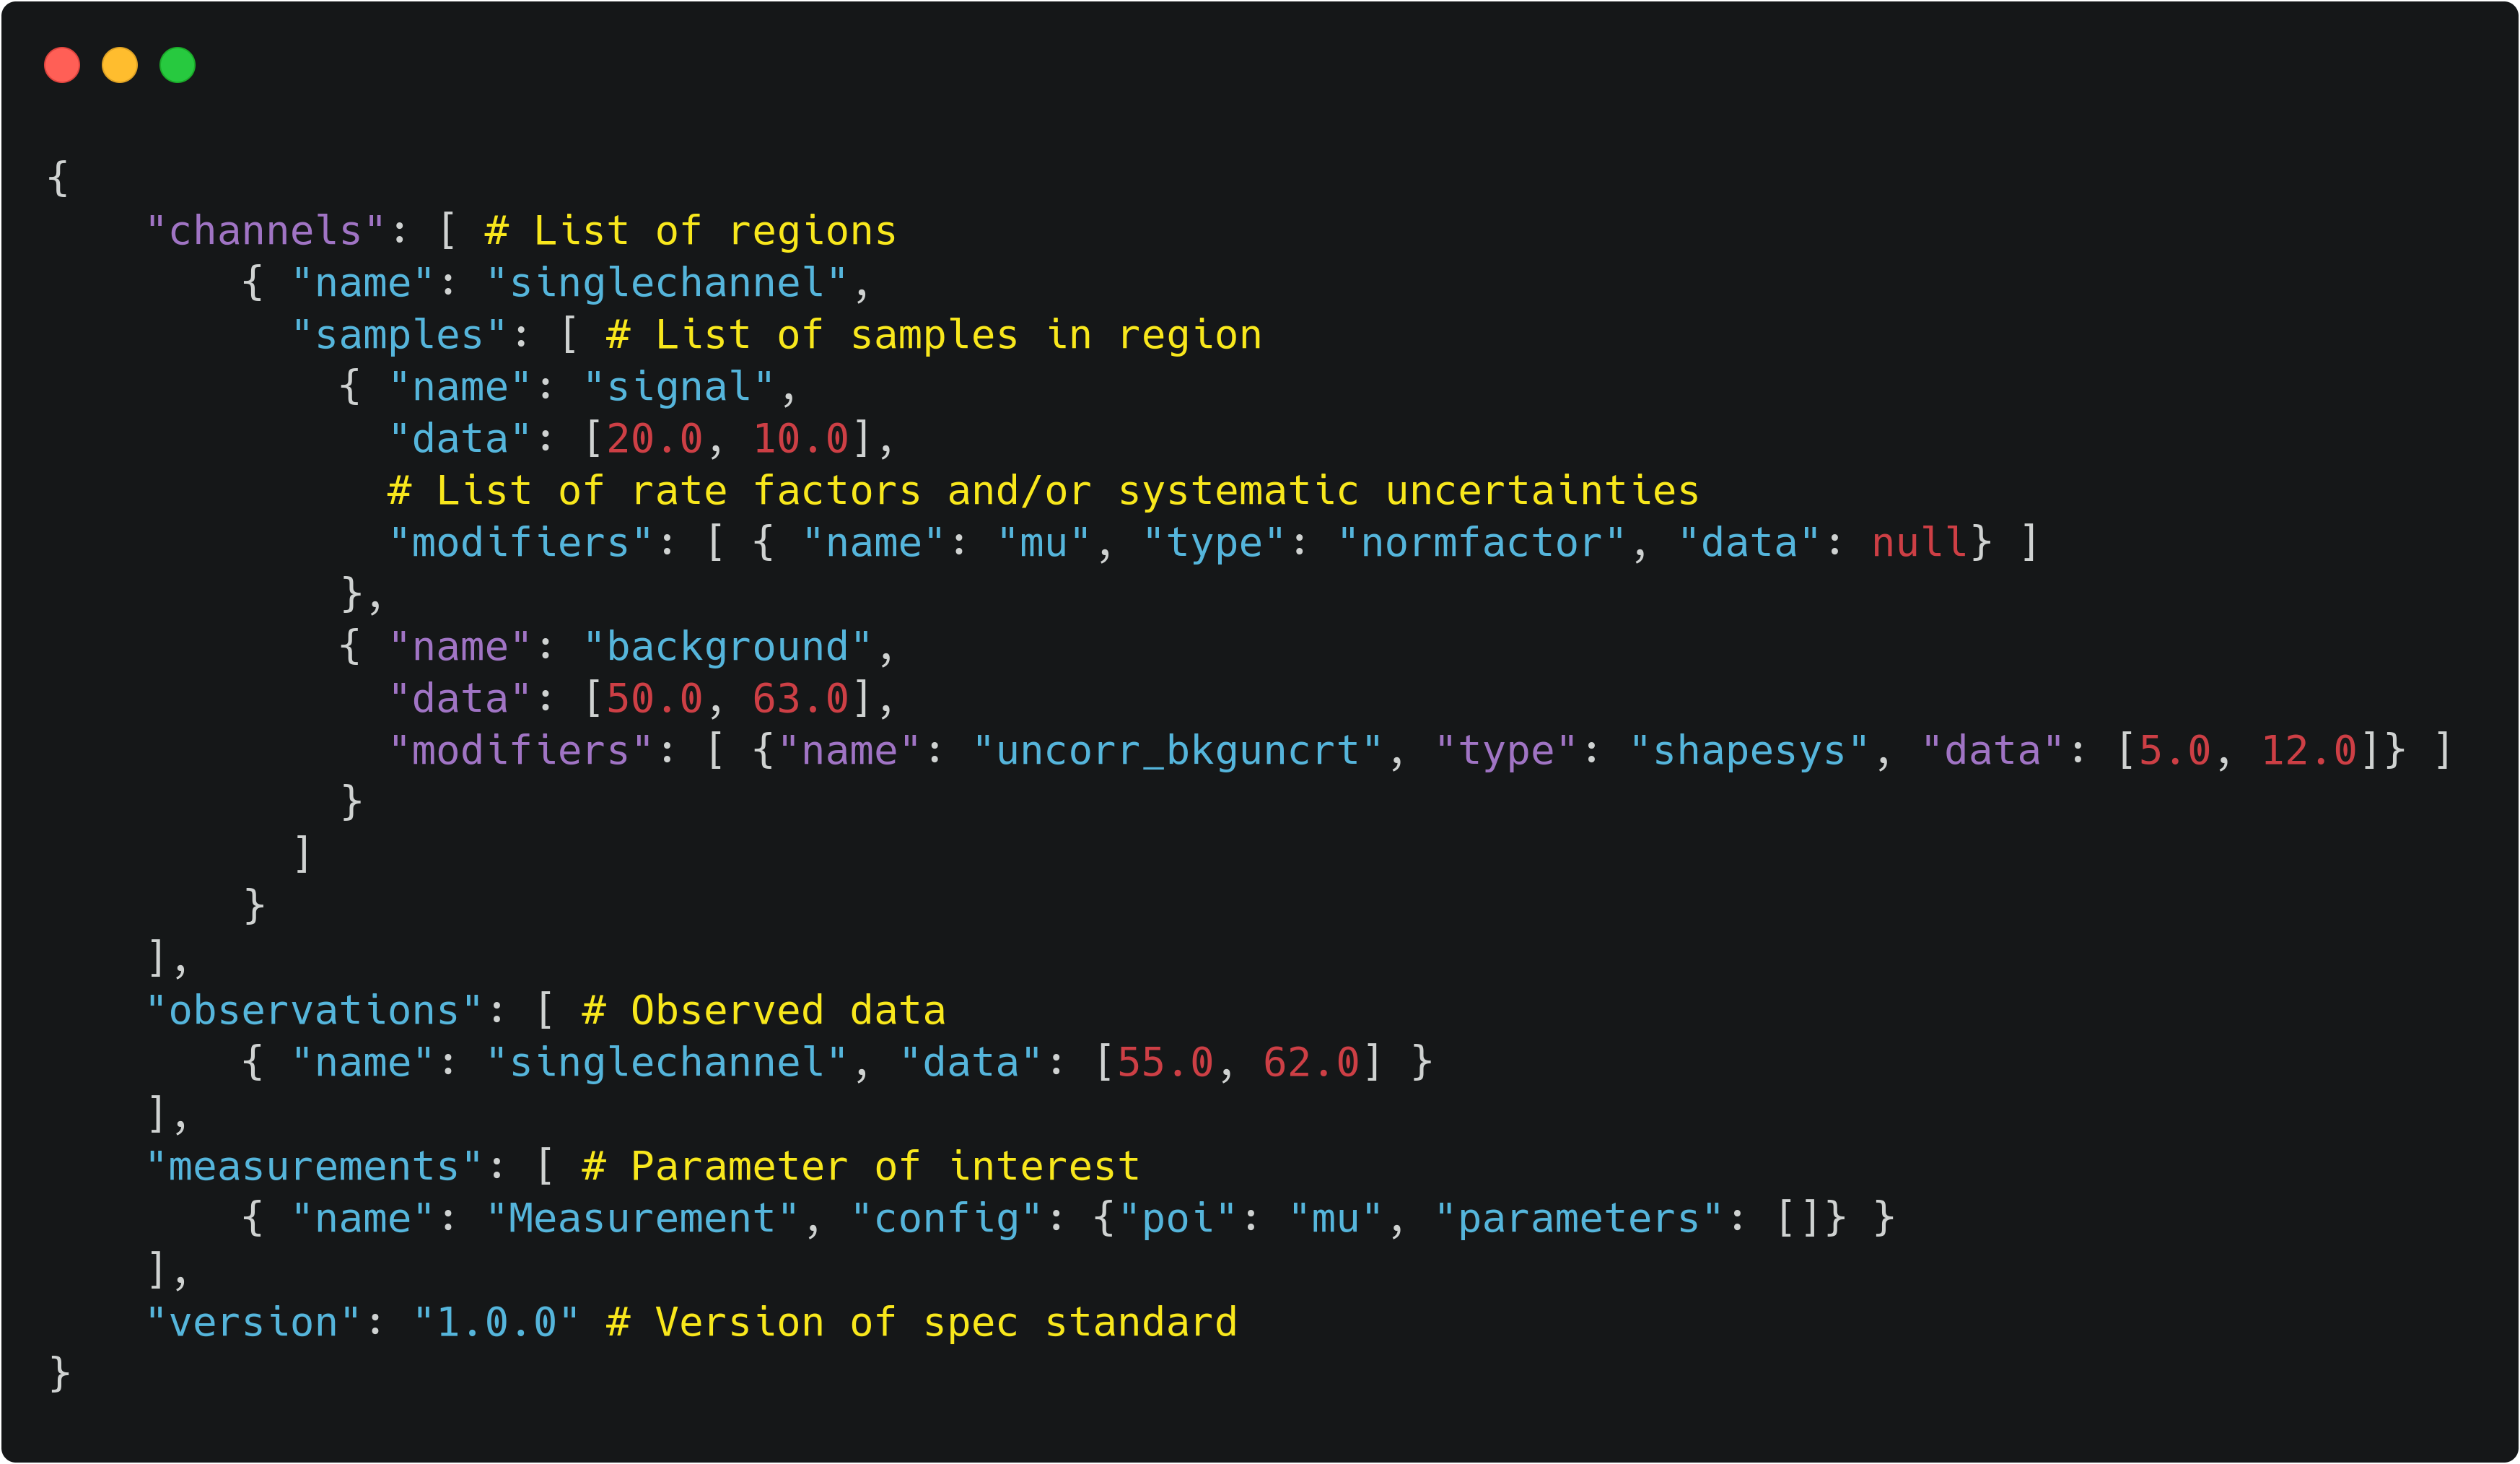 {
    "channels": [ # List of regions
        { "name": "singlechannel",
          "samples": [ # List of samples in region
            { "name": "signal",
              "data": [20.0, 10.0],
              # List of rate factors and/or systematic uncertainties
              "modifiers": [ { "name": "mu", "type": "normfactor", "data": null} ]
            },
            { "name": "background",
              "data": [50.0, 63.0],
              "modifiers": [ {"name": "uncorr_bkguncrt", "type": "shapesys", "data": [5.0, 12.0]} ]
            }
          ]
        }
    ],
    "observations": [ # Observed data
        { "name": "singlechannel", "data": [55.0, 62.0] }
    ],
    "measurements": [ # Parameter of interest
        { "name": "Measurement", "config": {"poi": "mu", "parameters": []} }
    ],
    "version": "1.0.0" # Version of spec standard
}